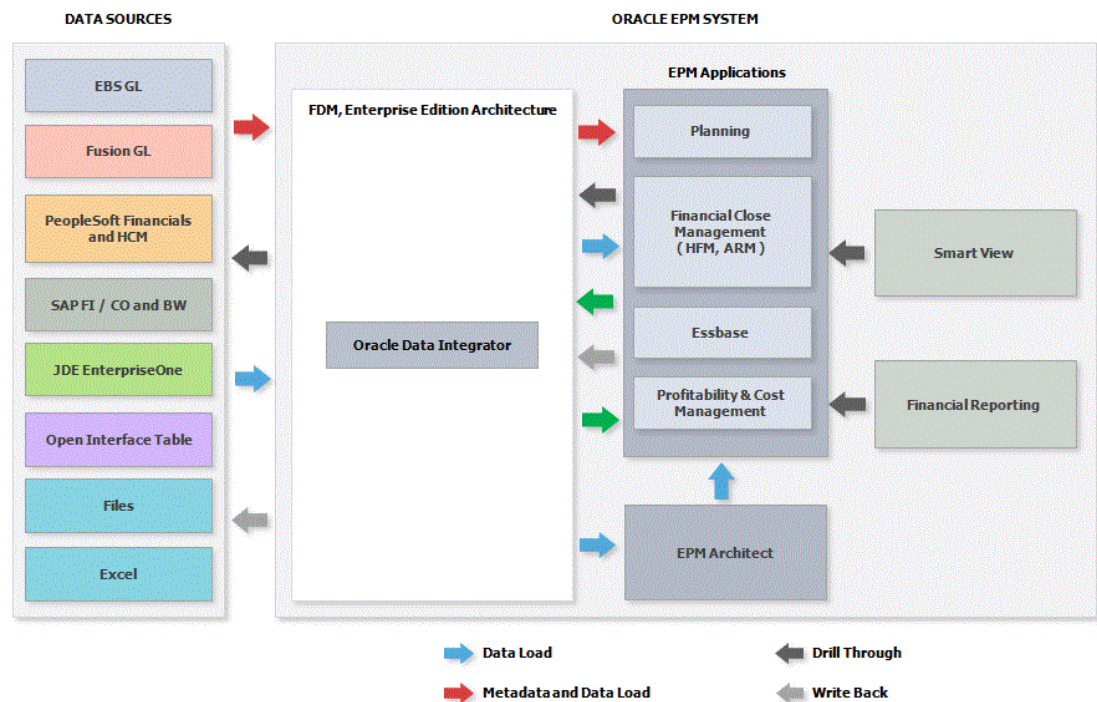 DATA SOURCES
ORACLE EPM SYSTEM
EBS GL
Fusion GL
PeopleSoft Financials
and HCM
SAP FI / CO and BW
JDE EnterpriseOne
Open Interface Table
Files
Excel
FDM, Enterprise Edition Architecture
Oracle Data Integrator
EPM Applications
Planning
Financial Close
Management
( HFM, ARM )
Essbase
Profitability & Cost
Management
EPM Architect
Smart View
Financial Reporting
Data Load
Drill Through
Metadata and Data Load
Write Back